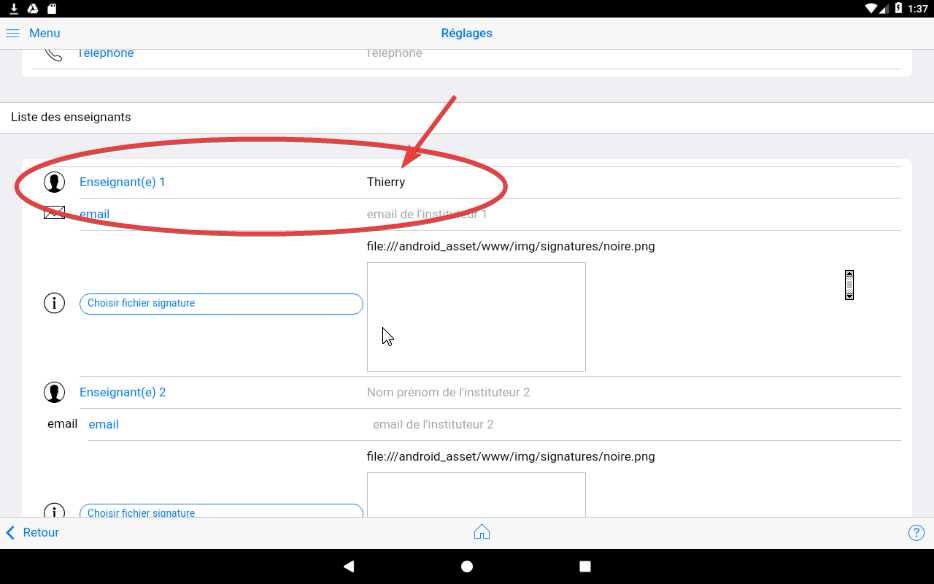 1:37
Menu
Réglages
Téléphone Téléphone
Liste des enseignants
Enseignant(e) 1 Thierry
email email de l'instituteur 1
file:///android_asset/www/img/signatures/noire.png
Choisir fichier signature
Enseignant(e) 2 Nom prénom de l'instituteur 2
email email email de l'instituteur 2
file:///android_asset/www/img/signatures/noire.png
Choisir fichier signature
Retour